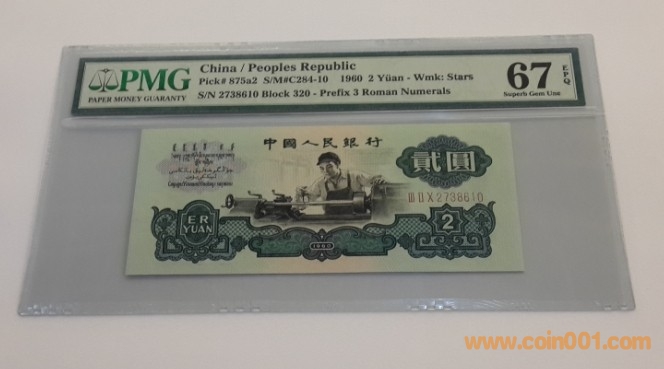 PMG
PAPER MONEY GUARANTY
China / Peoples Republic
Pick# 875a2 S/M#C284-10 1960 2 Yüan - Wmk: Stars
S/N 2738610 Block 320 - Prefix 3 Roman Numerals
67 EPQ
Superb Gem Unc
中國人民銀行
貳圓
III II X 2738610
ER
YUAN
1960
2
www.coin001.com